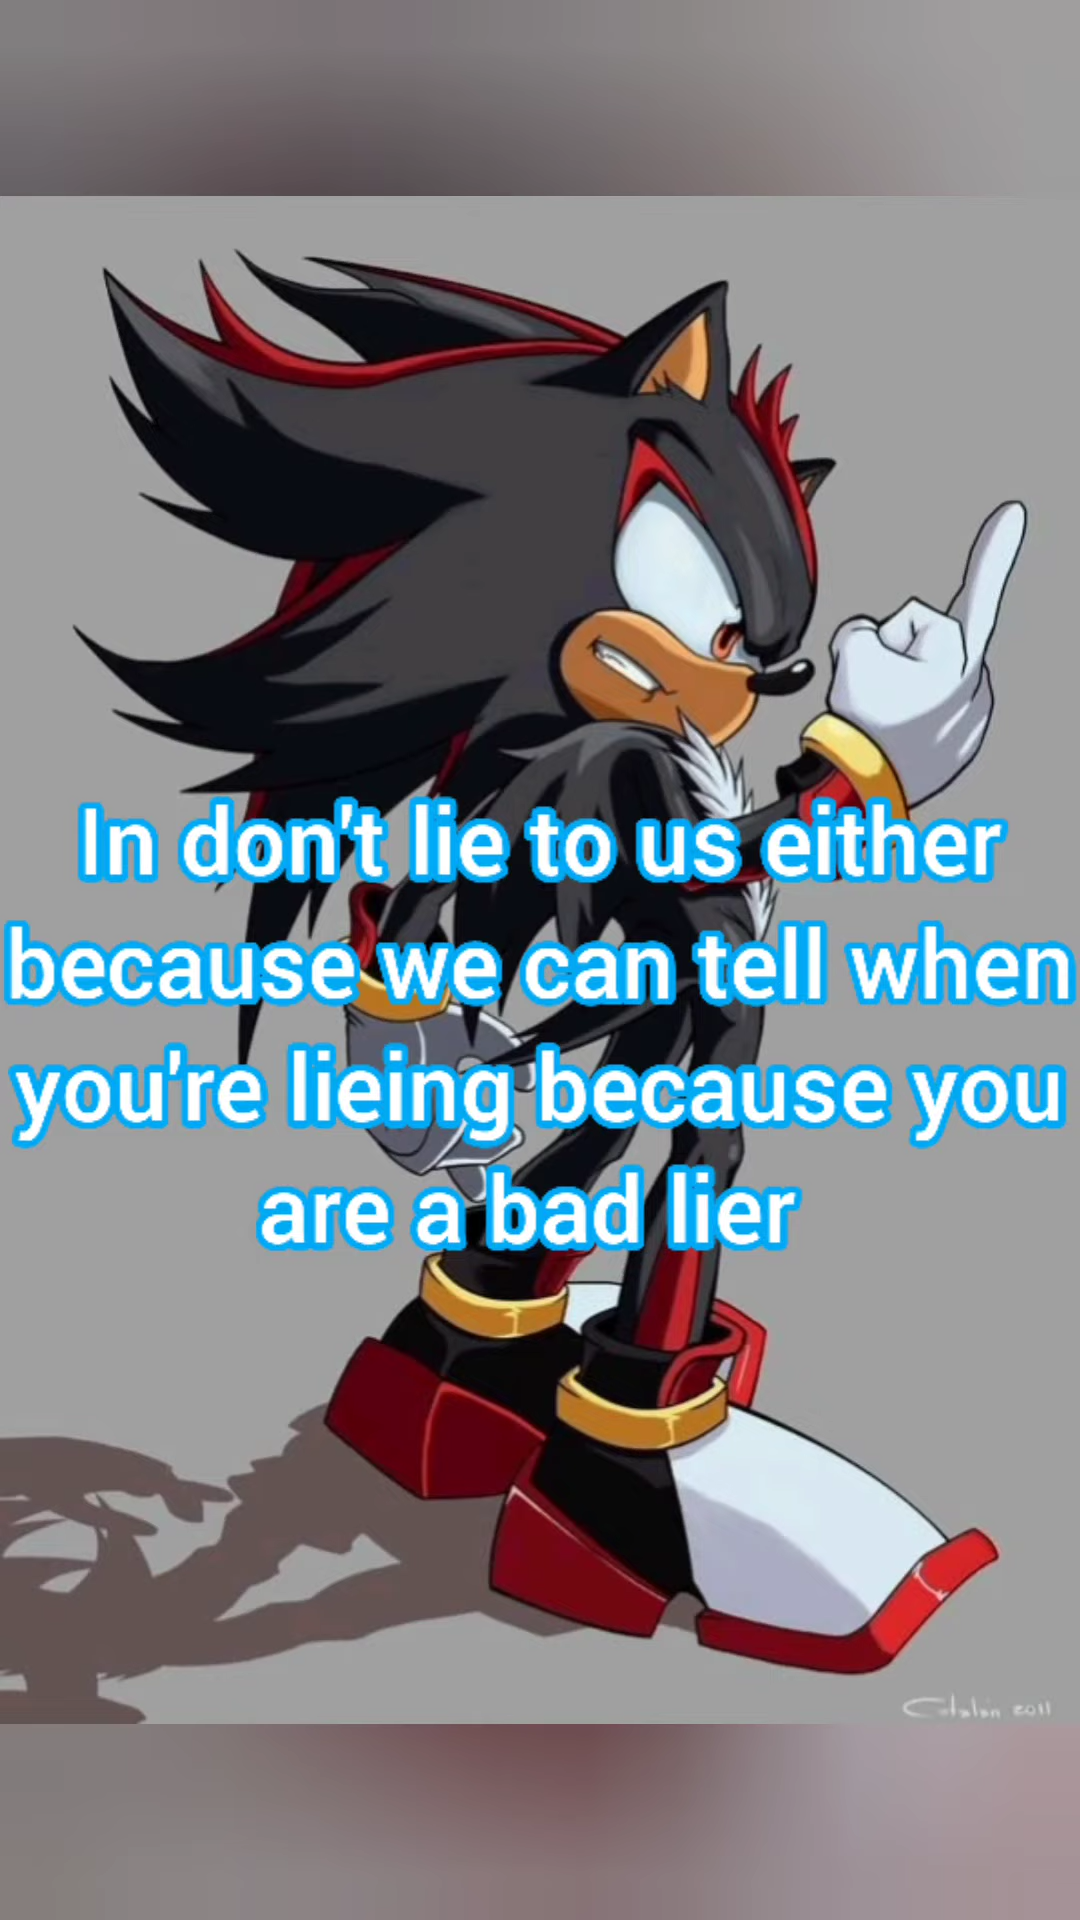 In don't lie to us either
because we can tell when
you're lieing because you
are a bad lier
2011